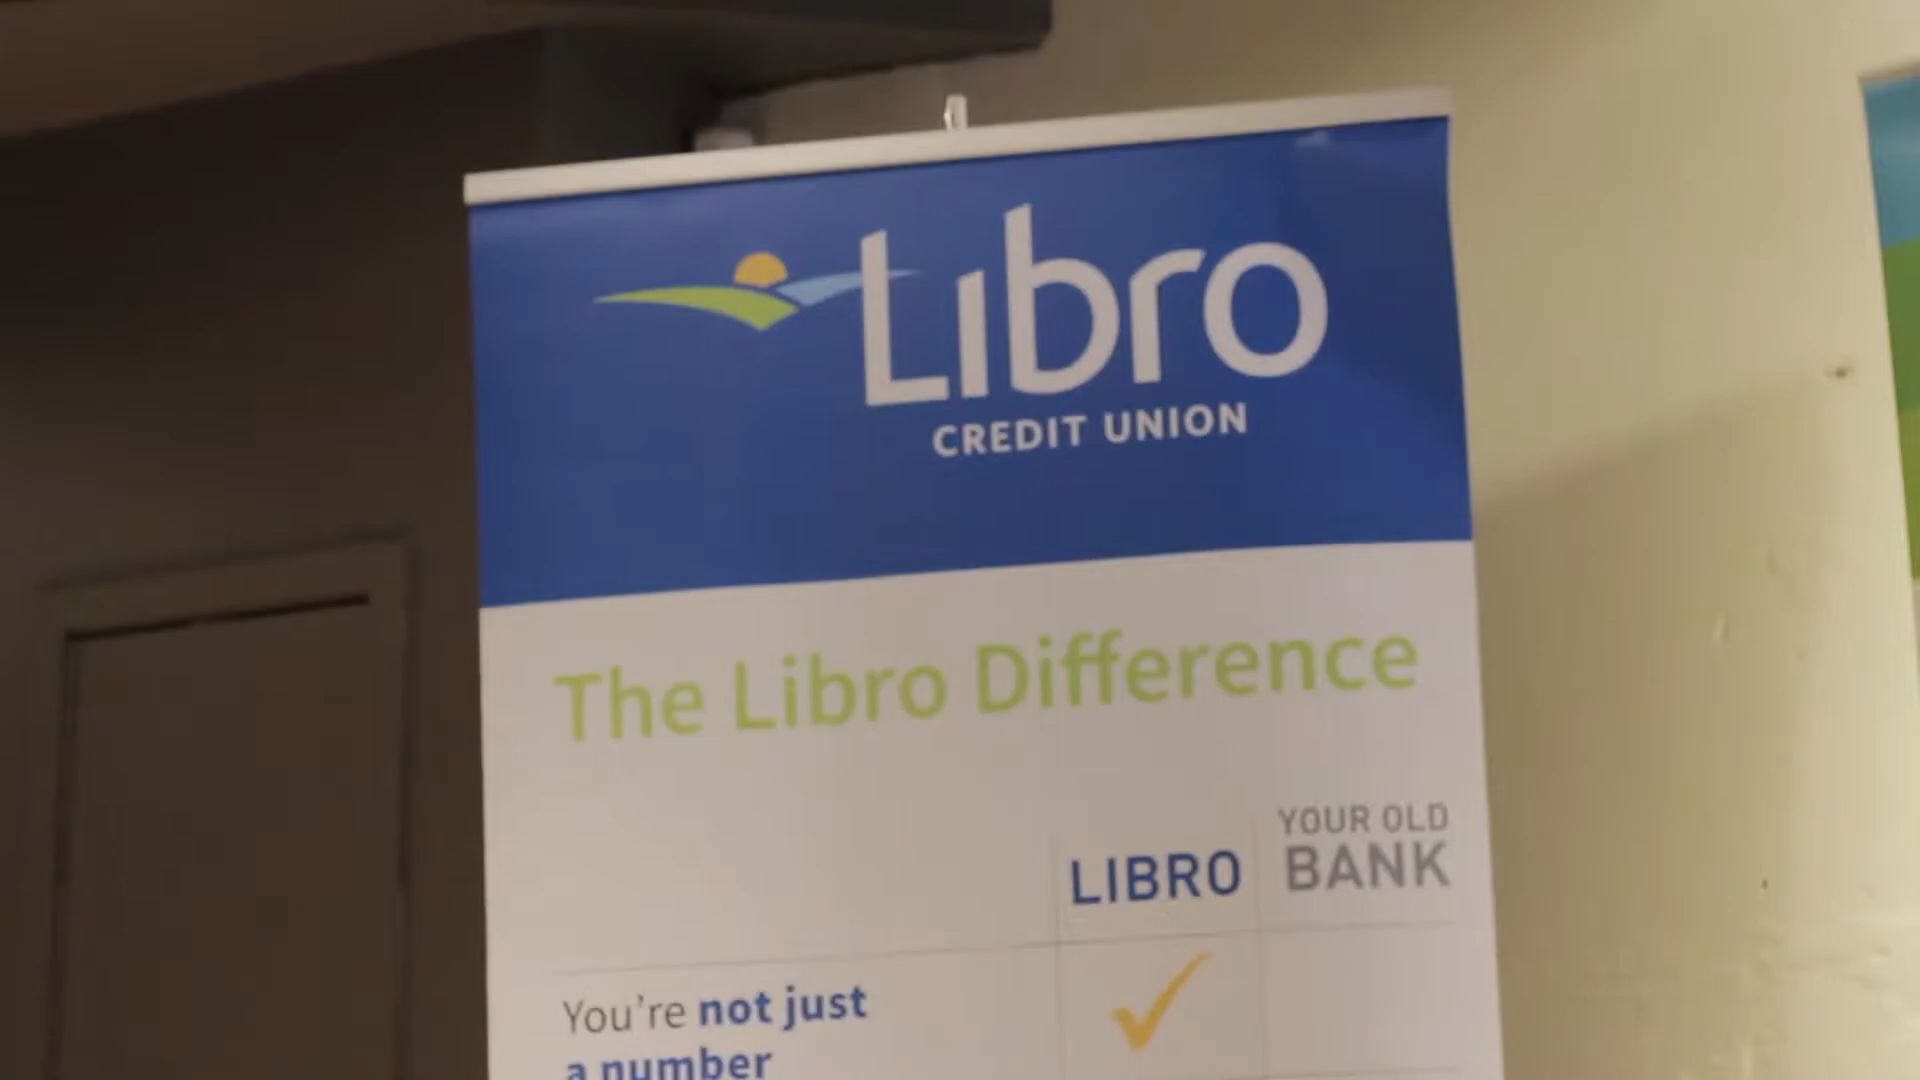 Libro
CREDIT UNION
The Libro Difference
LIBRO
YOUR OLD
BANK
You're not just
a number